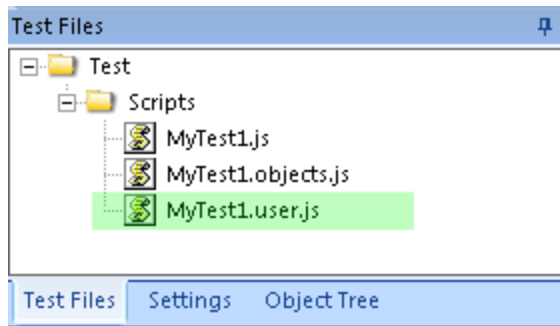 Test Files
Test
Scripts
MyTest1.js
MyTest1.objects.js
MyTest1.user.js
Test Files Settings Object Tree